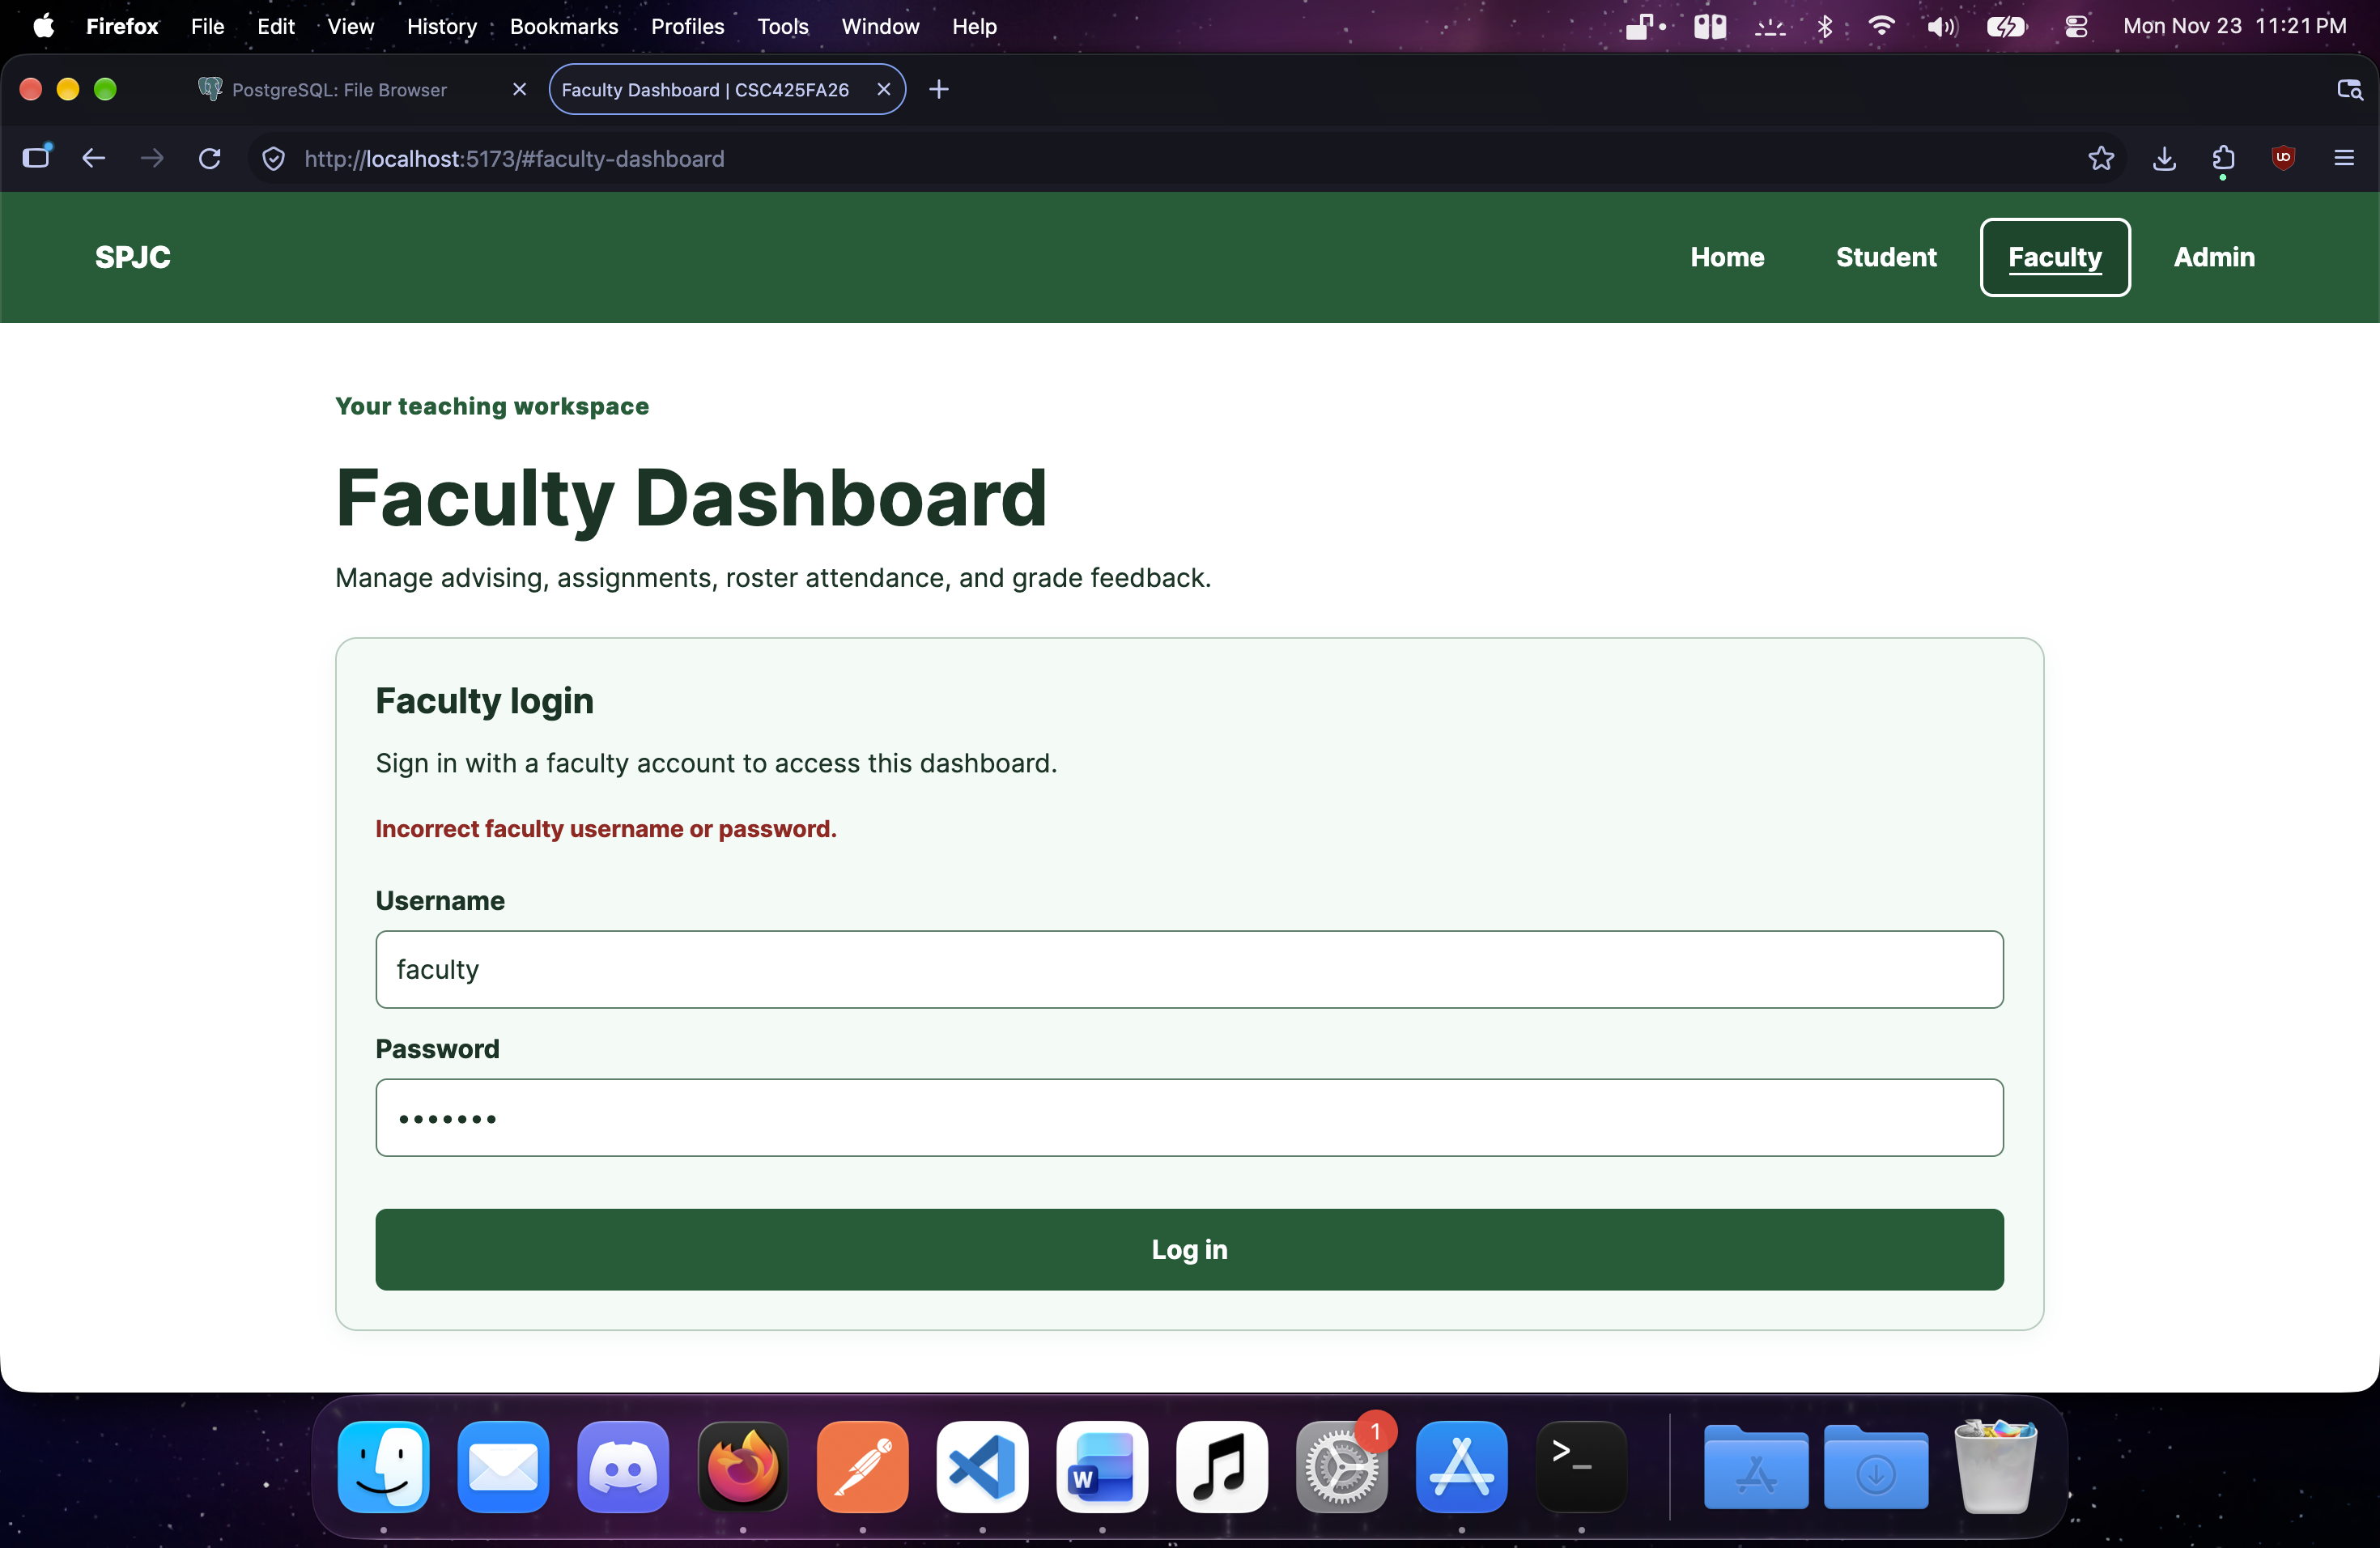 Firefox File Edit View History Bookmarks Profiles Tools Window Help Mon Nov 23 11:21 PM
PostgreSQL: File Browser Faculty Dashboard | CSC425FA26
http://localhost:5173/#faculty-dashboard
SPJC Home Student Faculty Admin
Your teaching workspace
Faculty Dashboard
Manage advising, assignments, roster attendance, and grade feedback.
Faculty login
Sign in with a faculty account to access this dashboard.
Incorrect faculty username or password.
Username
faculty
Password
•••••••
Log in
W
1
>_